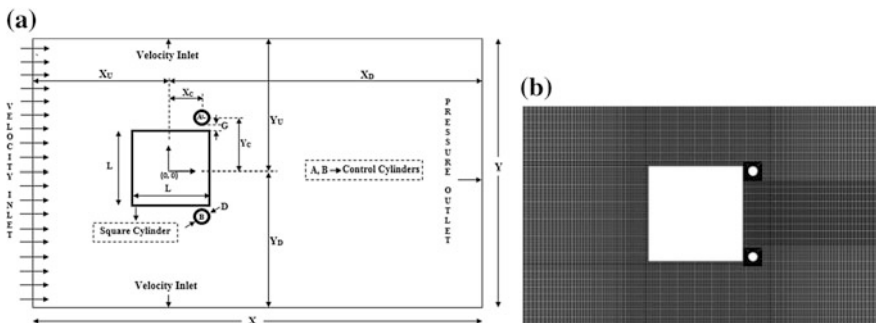 (a)
Velocity Inlet
X_U
X_D
X_C
A
G
Y_U
Y_C
VELOCITY INLET
L
(0, 0)
L
A, B → Control Cylinders
PRESSURE OUTLET
Y
B
D
Square Cylinder
Y_D
Velocity Inlet
X
(b)